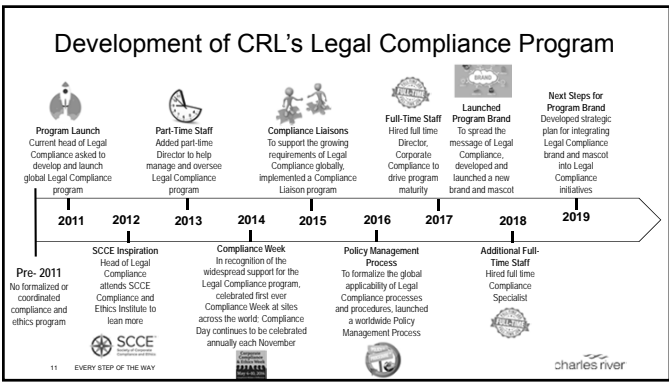 Development of CRL's Legal Compliance Program
Program Launch
Current head of Legal
Compliance asked to
develop and launch
global Legal Compliance
program
Part-Time Staff
Added part-time
Director to help
manage and oversee
Legal Compliance
program
Compliance Liaisons
To support the growing
requirements of Legal
Compliance globally,
implemented a Compliance
Liaison program
FULL-TIME
Full-Time Staff
Hired full time
Director,
Corporate
Compliance to
drive program
maturity
BRAND
Launched
Program Brand
To spread the
message of Legal
Compliance,
developed and
launched a new
brand and mascot
Next Steps for
Program Brand
Developed strategic
plan for integrating
Legal Compliance
brand and mascot
into Legal
Compliance
initiatives
2011 2012 2013 2014 2015 2016 2017 2018 2019
Pre- 2011
No formalized or
coordinated
compliance and
ethics program
SCCE Inspiration
Head of Legal
Compliance
attends SCCE
Compliance and
Ethics Institute to
lean more
SCCE
Society of Corporate
Compliance and Ethics
Compliance Week
In recognition of the
widespread support for the
Legal Compliance program,
celebrated first ever
Compliance Week at sites
across the world; Compliance
Day continues to be celebrated
annually each November
Corporate
Compliance
& Ethics Week
Policy Management
Process
To formalize the global
applicability of Legal
Compliance processes
and procedures, launched
a worldwide Policy
Management Process
Additional Full-
Time Staff
Hired full time
Compliance
Specialist
FULL-TIME
11 EVERY STEP OF THE WAY
charles river